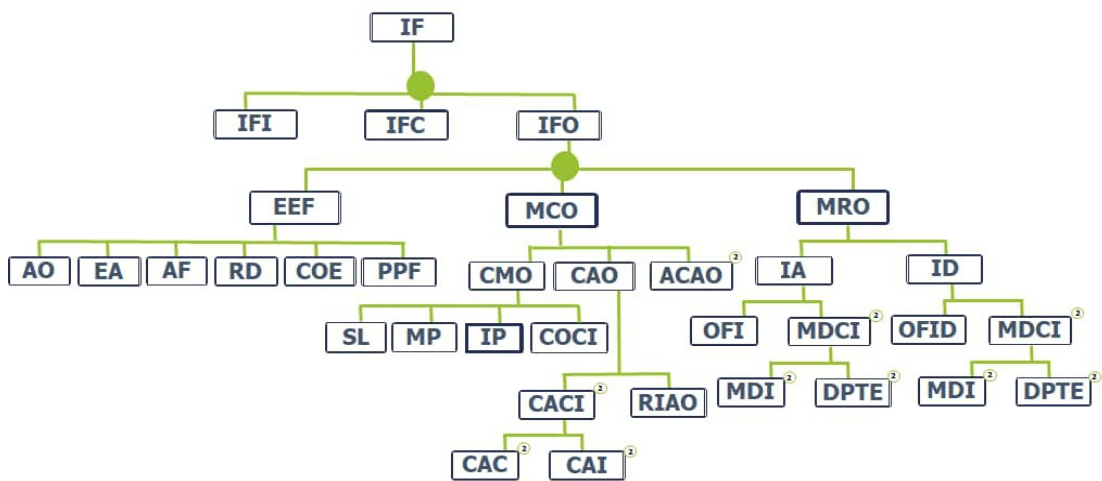 IF
IFI IFC IFO
EEF MCO MRO
AO EA AF RD COE PPF CMO CAO ACAO 2 IA ID
SL MP IP COCI OFI MDCI 2 OFID MDCI 2
CACI 2 RIAO MDI 2 DPTE 2 MDI 2 DPTE 2
CAC 2 CAI 2